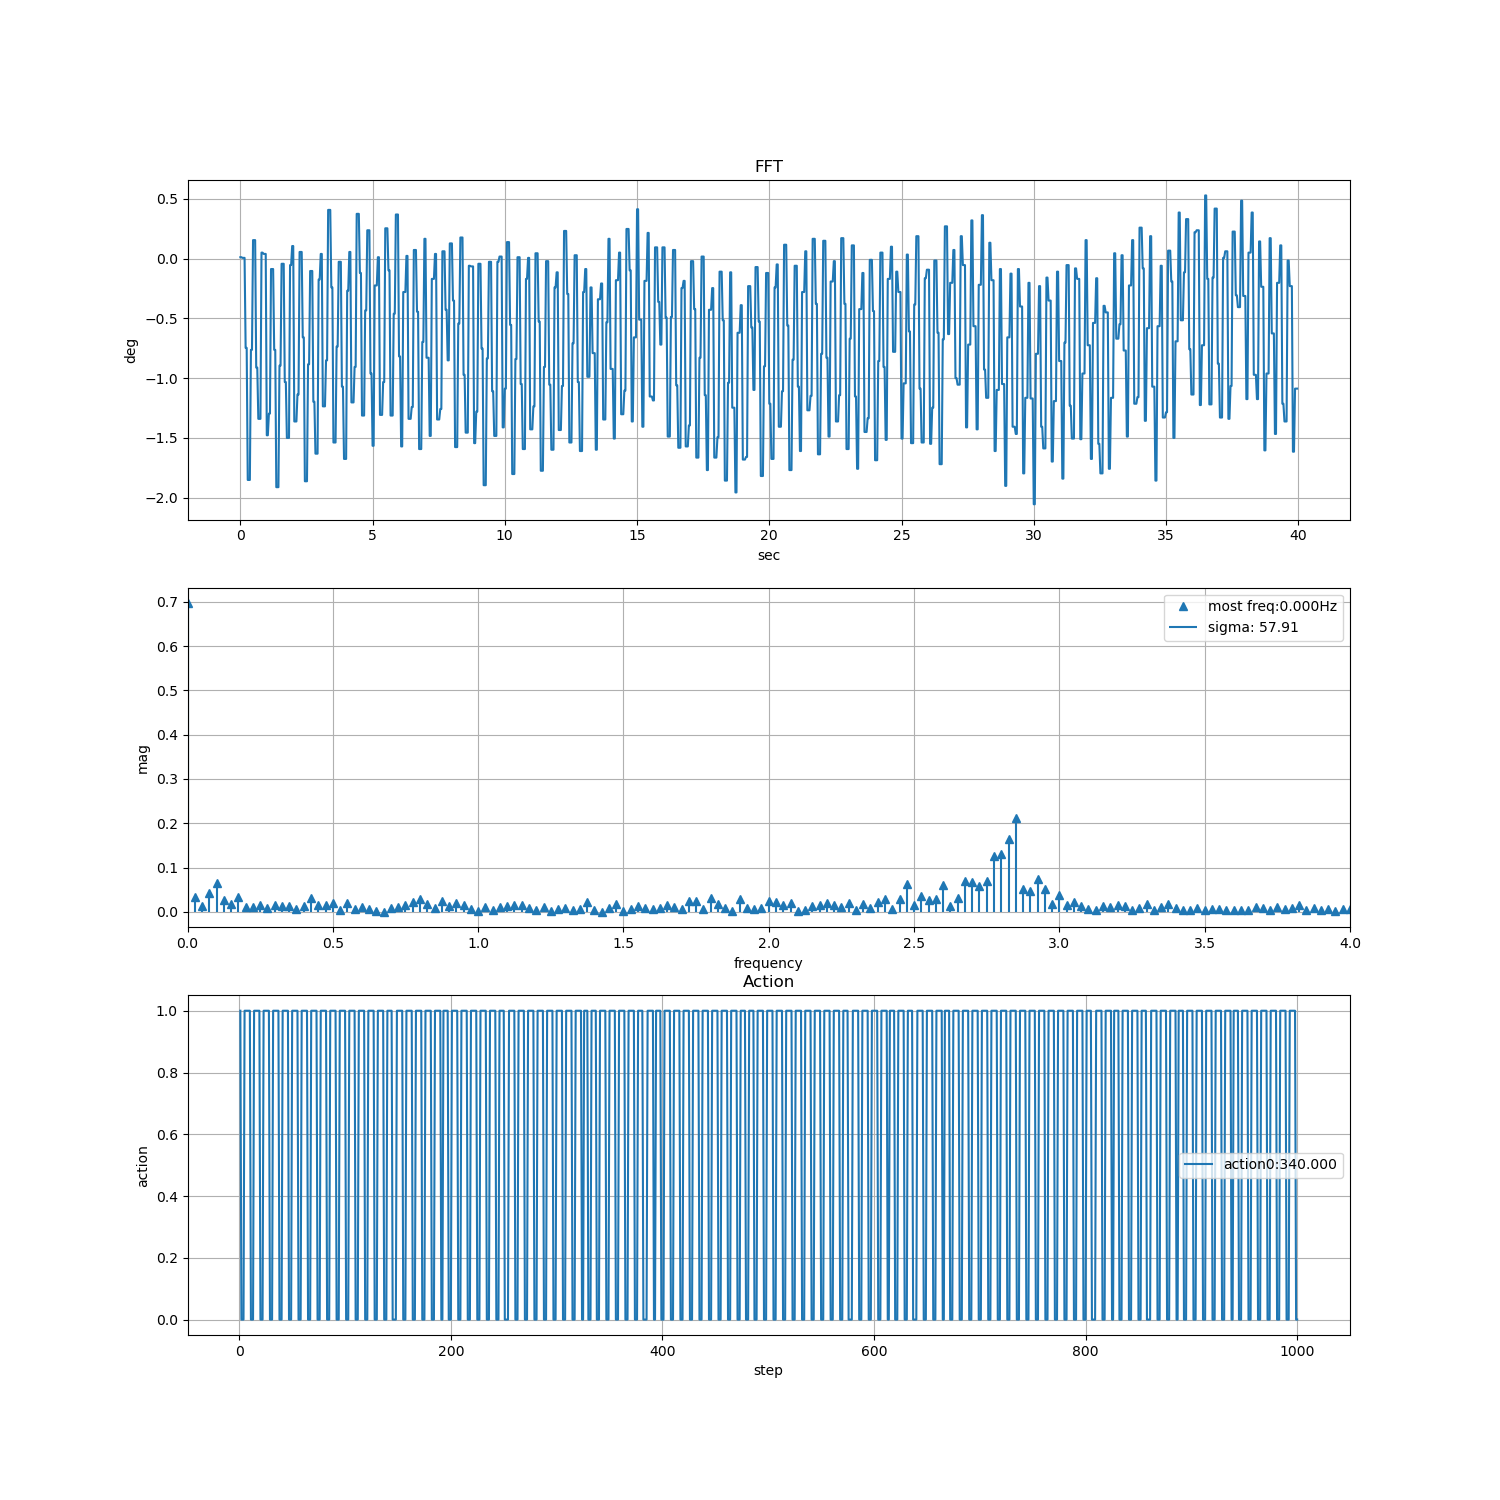 FFT
0.5
0.0
−0.5
−1.0
−1.5
−2.0
deg
0 5 10 15 20 25 30 35 40
sec
0.7
0.6
0.5
0.4
0.3
0.2
0.1
0.0
mag
most freq:0.000Hz
sigma: 57.91
0.0 0.5 1.0 1.5 2.0 2.5 3.0 3.5 4.0
frequency
Action
1.0
0.8
0.6
0.4
0.2
0.0
action
action0:340.000
0 200 400 600 800 1000
step